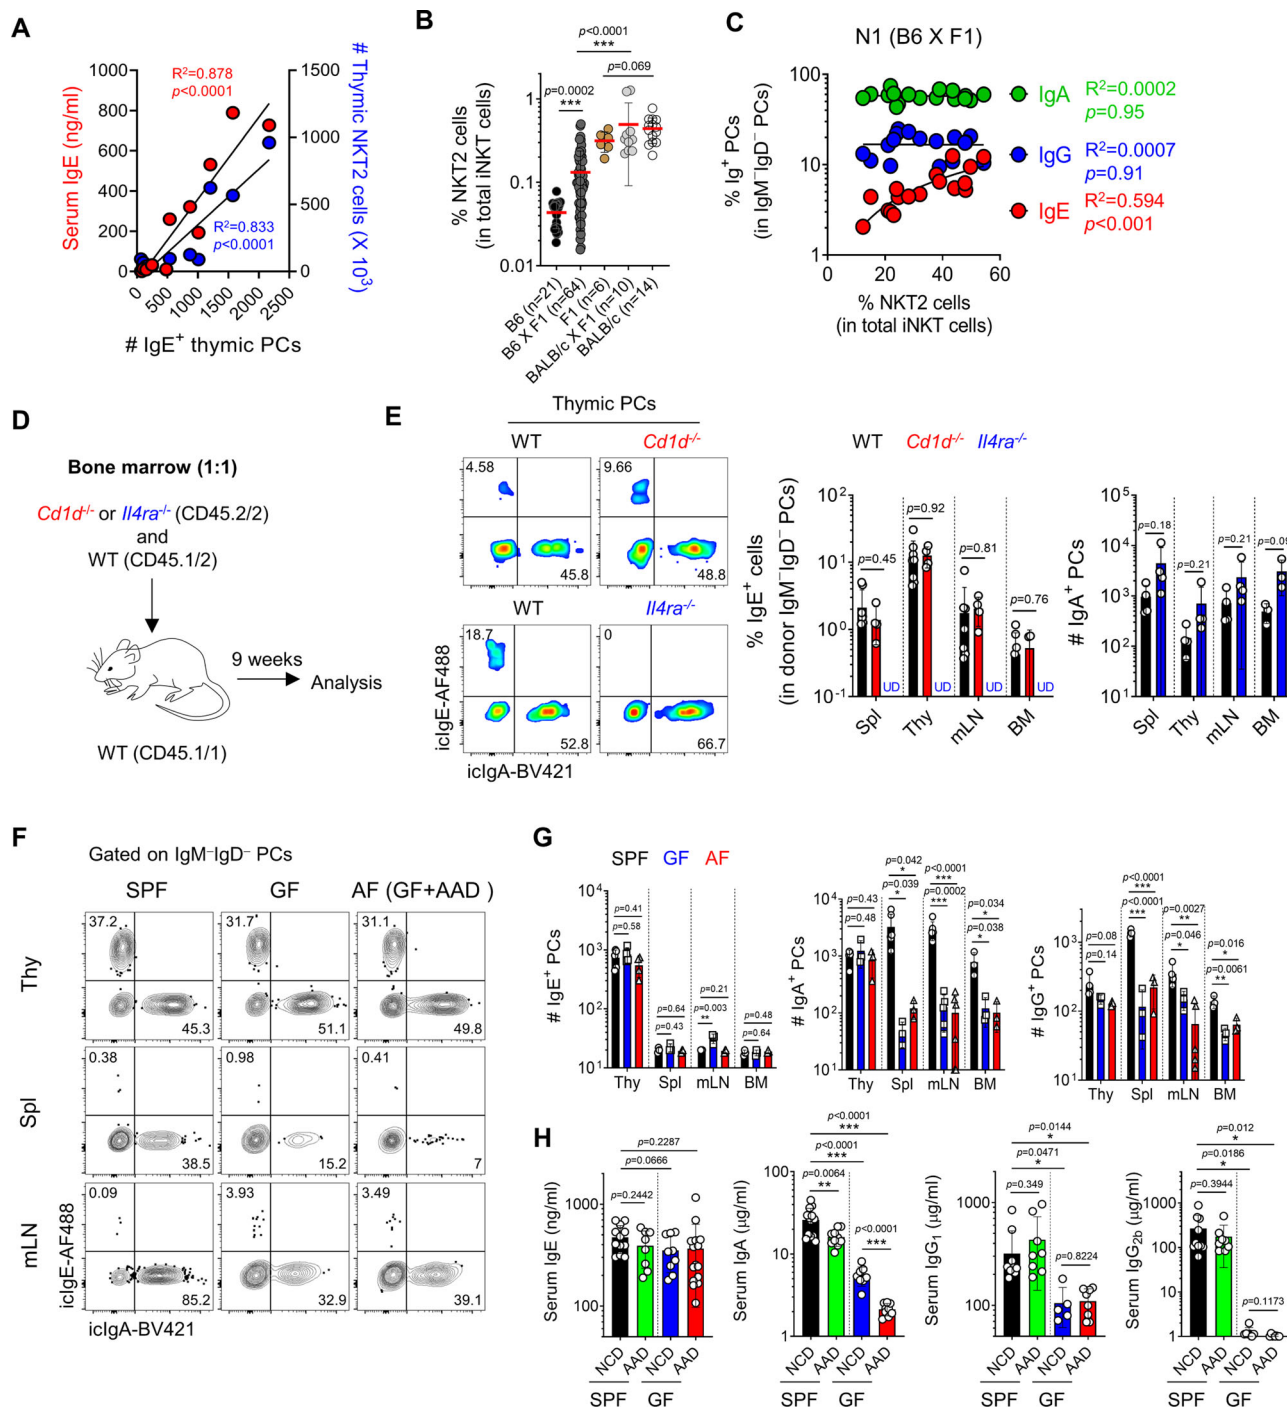 A
Serum IgE (ng/ml)
1000
800
600
400
200
0
R²=0.878
p<0.0001
R²=0.833
p<0.0001
1500
1000
500
0
# Thymic NKT2
cells (X 10³)
0
500
1000
1500
2000
2500
# IgE⁺ thymic PCs
B
% NKT2 cells
(in total iNKT cells)
p<0.0001
***
p=0.069
p=0.0002
***
1
0.1
0.01
B6 (n=21)
B6 X F1 (n=64)
F1 (n=6)
BALB/c X F1 (n=10)
BALB/c (n=14)
C
N1 (B6 X F1)
% Ig⁺ PCs
(in IgM⁻IgD⁻ PCs)
100
10
1
IgA
R²=0.0002
p=0.95
IgG
R²=0.0007
p=0.91
IgE
R²=0.594
p<0.001
0
20
40
60
% NKT2 cells
(in total iNKT cells)
D
Bone marrow (1:1)
Cd1d⁻/⁻ or Il4ra⁻/⁻ (CD45.2/2)
and
WT (CD45.1/2)
9 weeks
Analysis
WT (CD45.1/1)
E
Thymic PCs
WT
Cd1d⁻/⁻
4.58
45.8
9.66
48.8
WT
Il4ra⁻/⁻
18.7
52.8
0
66.7
icIgE-AF488
icIgA-BV421
WT
Cd1d⁻/⁻
Il4ra⁻/⁻
% IgE⁺ cells
(in donor IgM⁻IgD⁻ PCs)
10²
10¹
10⁰
10⁻¹
p=0.45
p=0.92
p=0.81
p=0.76
UD
UD
UD
UD
Spl
Thy
mLN
BM
# IgA⁺ PCs
10⁵
10⁴
10³
10²
10¹
p=0.18
p=0.21
p=0.21
p=0.09
Spl
Thy
mLN
BM
F
Gated on IgM⁻IgD⁻ PCs
SPF
GF
AF (GF+AAD )
Thy
37.2
45.3
31.7
51.1
31.1
49.8
Spl
0.38
38.5
0.98
15.2
0.41
7
mLN
0.09
85.2
3.93
32.9
3.49
39.1
icIgE-AF488
icIgA-BV421
G
SPF
GF
AF
# IgE⁺ PCs
10⁴
10³
10²
10¹
p=0.41
p=0.58
p=0.64
p=0.43
p=0.21
p=0.003
**
p=0.48
p=0.64
Thy
Spl
mLN
BM
# IgA⁺ PCs
10⁴
10³
10²
10¹
p=0.43
p=0.48
p=0.042
*
p=0.039
*
p<0.0001
***
p=0.0002
***
p=0.034
*
p=0.038
*
Thy
Spl
mLN
BM
# IgG⁺ PCs
10³
10²
10¹
p=0.08
p=0.14
p<0.0001
***
p<0.0001
***
p=0.0027
**
p=0.046
*
p=0.016
*
p=0.0061
**
Thy
Spl
mLN
BM
H
Serum IgE (ng/ml)
1000
100
p=0.2287
p=0.0666
p=0.2442
NCD
AAD
NCD
AAD
SPF
GF
Serum IgA (µg/ml)
100
10
1
p<0.0001
***
p<0.0001
***
p=0.0064
**
p<0.0001
***
NCD
AAD
NCD
AAD
SPF
GF
Serum IgG₁ (µg/ml)
1000
100
p=0.0144
*
p=0.0471
*
p=0.349
p=0.8224
NCD
AAD
NCD
AAD
SPF
GF
Serum IgG₂b (µg/ml)
1000
100
10
1
p=0.012
*
p=0.0186
*
p=0.3944
p=0.1173
NCD
AAD
NCD
AAD
SPF
GF